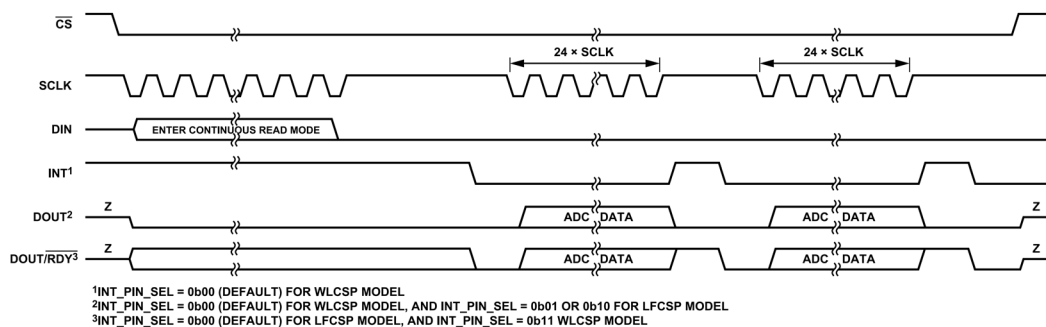 CS
24 × SCLK 24 × SCLK
SCLK
DIN ENTER CONTINUOUS READ MODE
INT1
DOUT2 Z ADC DATA ADC DATA Z
DOUT/RDY3 Z ADC DATA ADC DATA Z
1INT_PIN_SEL = 0b00 (DEFAULT) FOR WLCSP MODEL
2INT_PIN_SEL = 0b00 (DEFAULT) FOR WLCSP MODEL, AND INT_PIN_SEL = 0b01 OR 0b10 FOR LFCSP MODEL
3INT_PIN_SEL = 0b00 (DEFAULT) FOR LFCSP MODEL, AND INT_PIN_SEL = 0b11 WLCSP MODEL